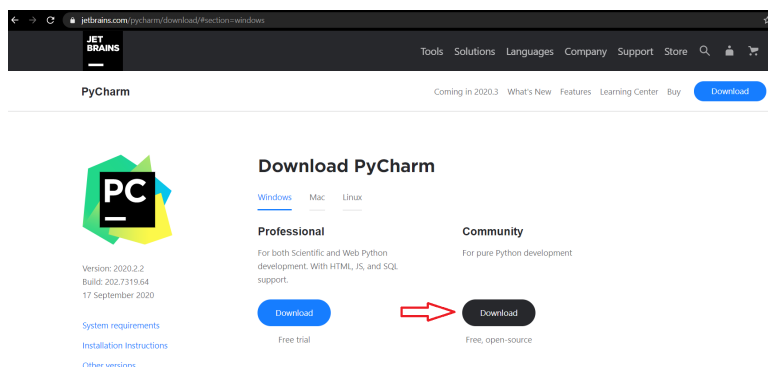 jetbrains.com/pycharm/download/#section=windows
JET
BRAINS
Tools Solutions Languages Company Support Store
PyCharm
Coming in 2020.3 What's New Features Learning Center Buy Download
PC
Download PyCharm
Windows Mac Linux
Professional
For both Scientific and Web Python
development. With HTML, JS, and SQL
support.
Download
Free trial
Community
For pure Python development
Download
Free, open-source
Version: 2020.2.2
Build: 202.7319.64
17 September 2020
System requirements
Installation Instructions
Other versions